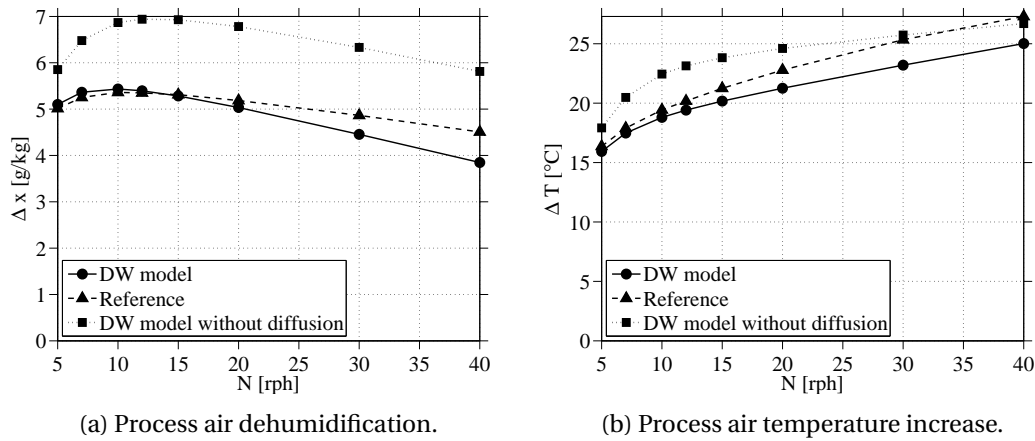 7
6
5
4
3
2
1
0
Δ x [g/kg]
DW model
Reference
DW model without diffusion
5 10 15 20 25 30 35 40
N [rph]
(a) Process air dehumidification.
25
20
15
10
5
0
Δ T [°C]
DW model
Reference
DW model without diffusion
5 10 15 20 25 30 35 40
N [rph]
(b) Process air temperature increase.